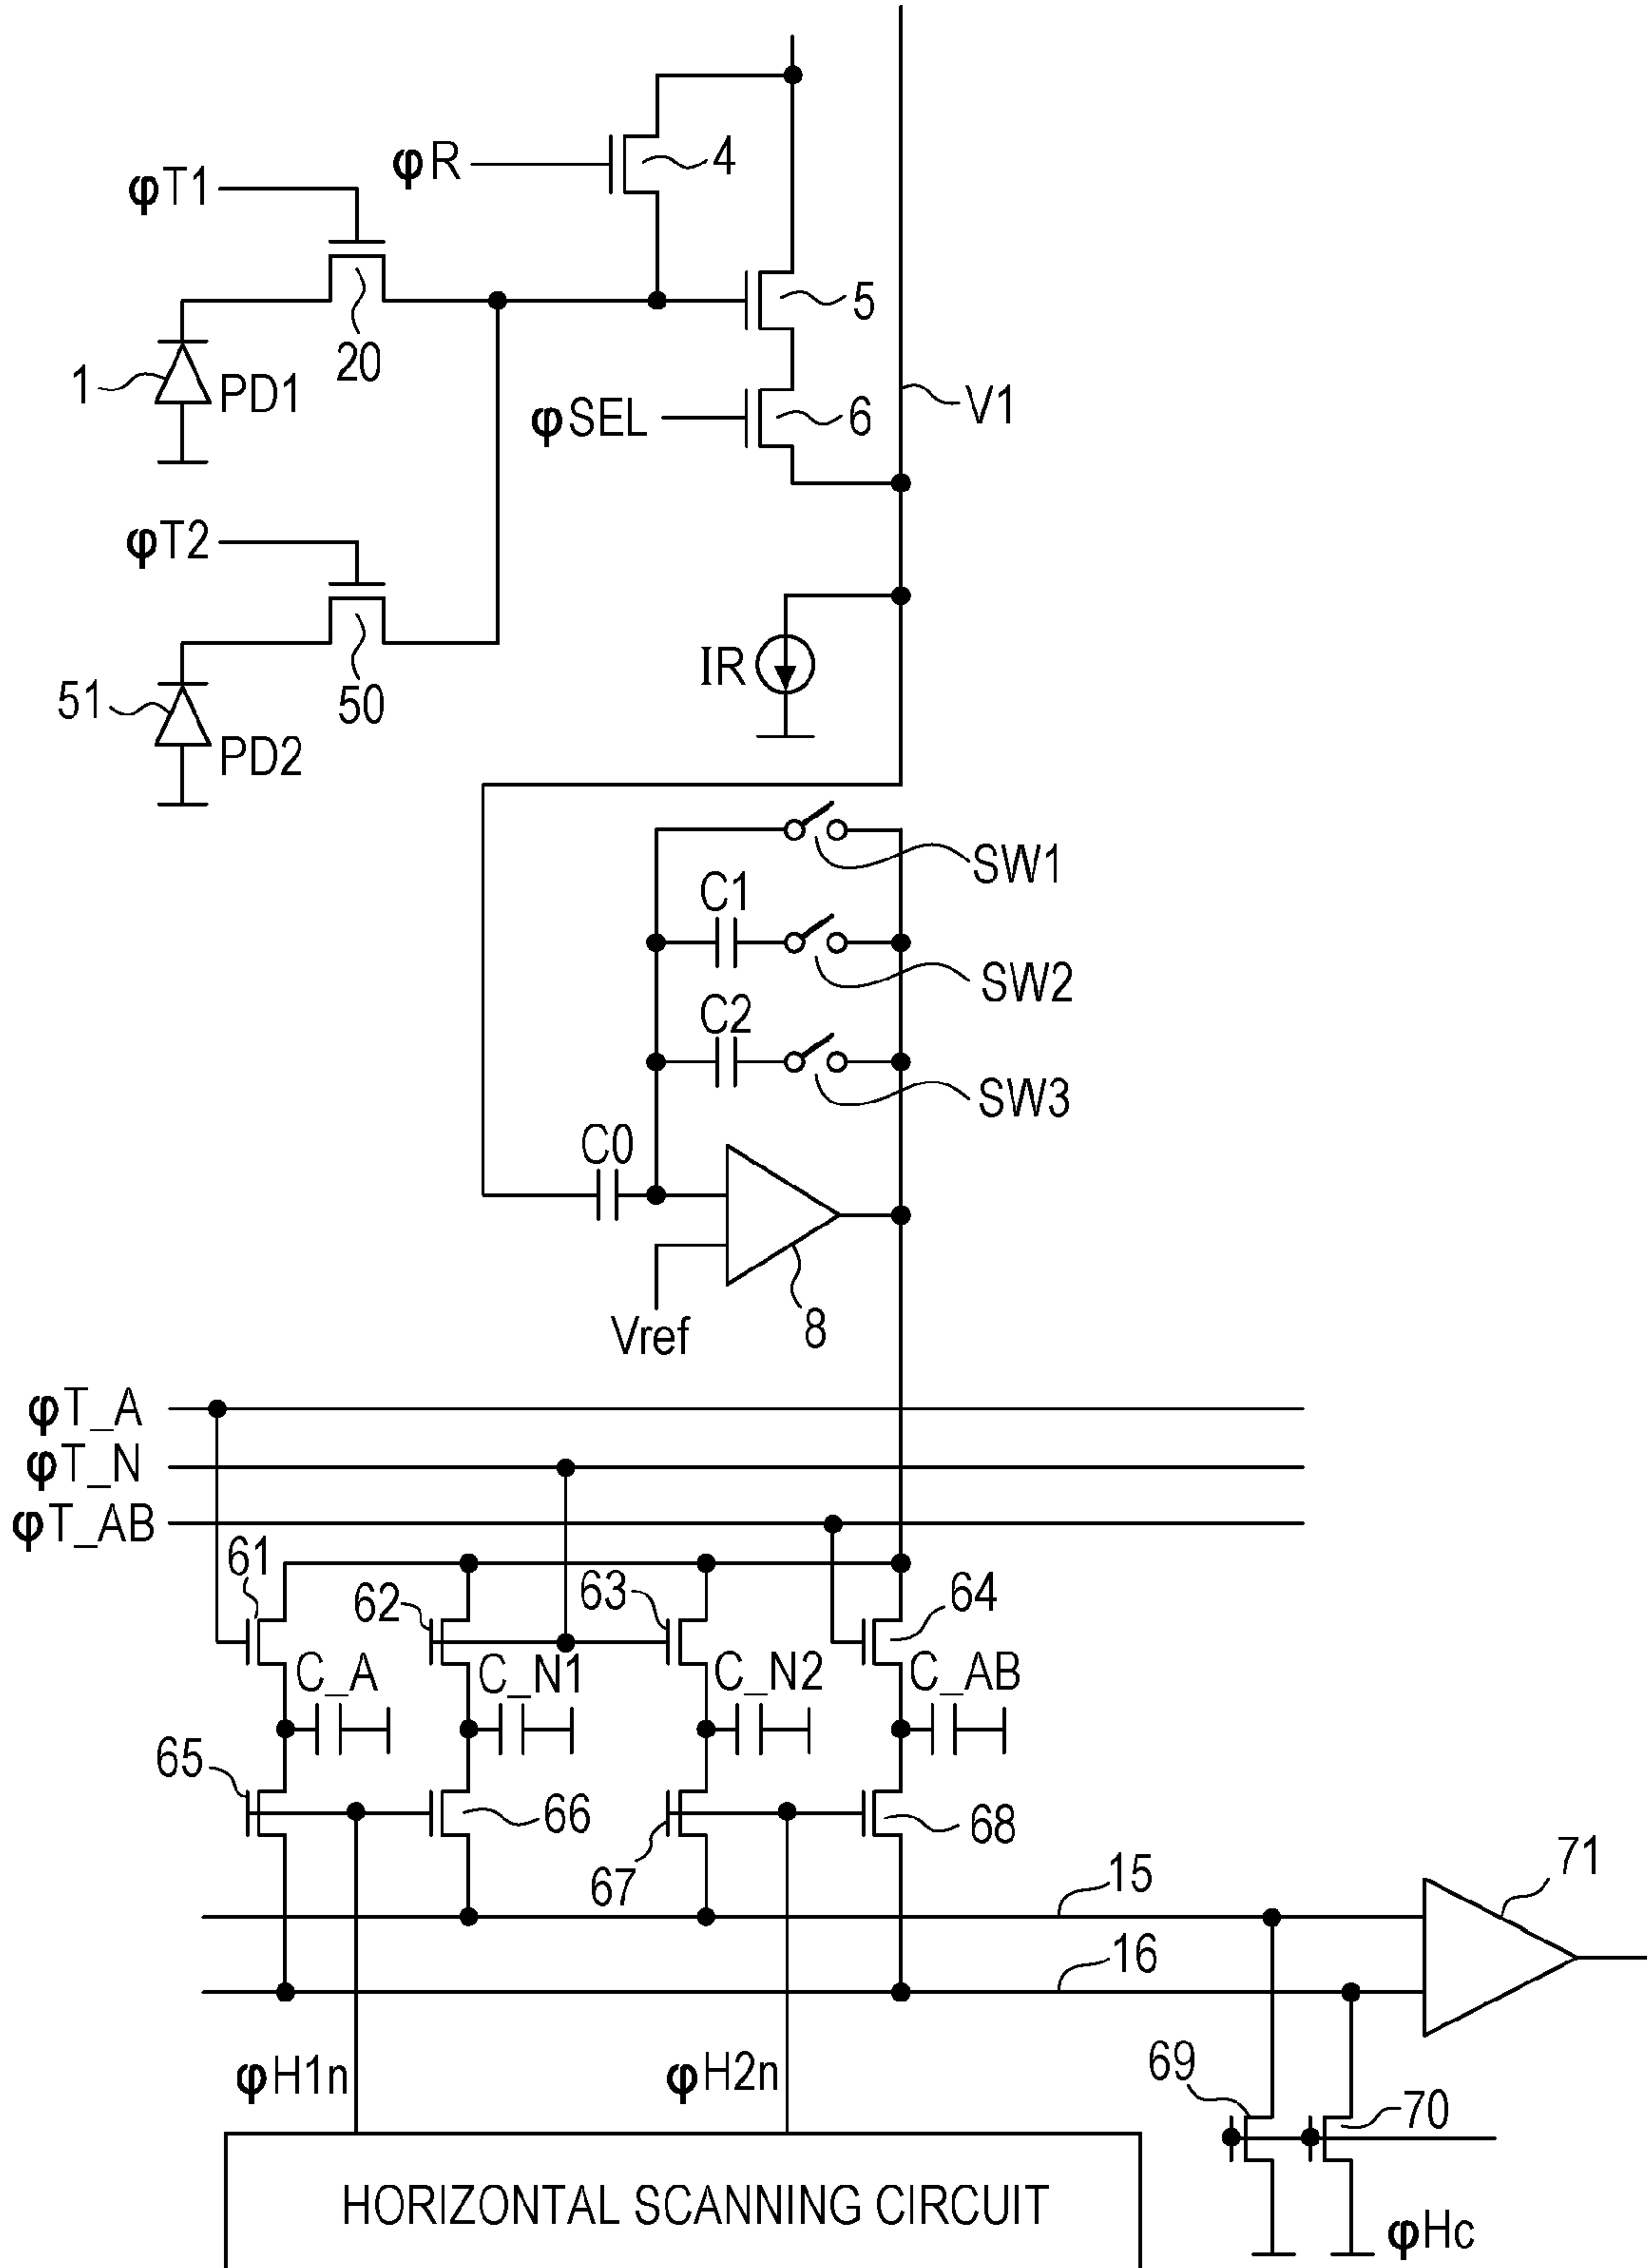 φR
4
φT1
20
5
1
PD1
φSEL
6
V1
φT2
50
IR
51
PD2
SW1
C1
SW2
C2
SW3
C0
Vref
8
φT_A
φT_N
φT_AB
61
62
63
64
C_A
C_N1
C_N2
C_AB
65
66
67
68
15
71
16
φH1n
φH2n
69
70
HORIZONTAL SCANNING CIRCUIT
φHc